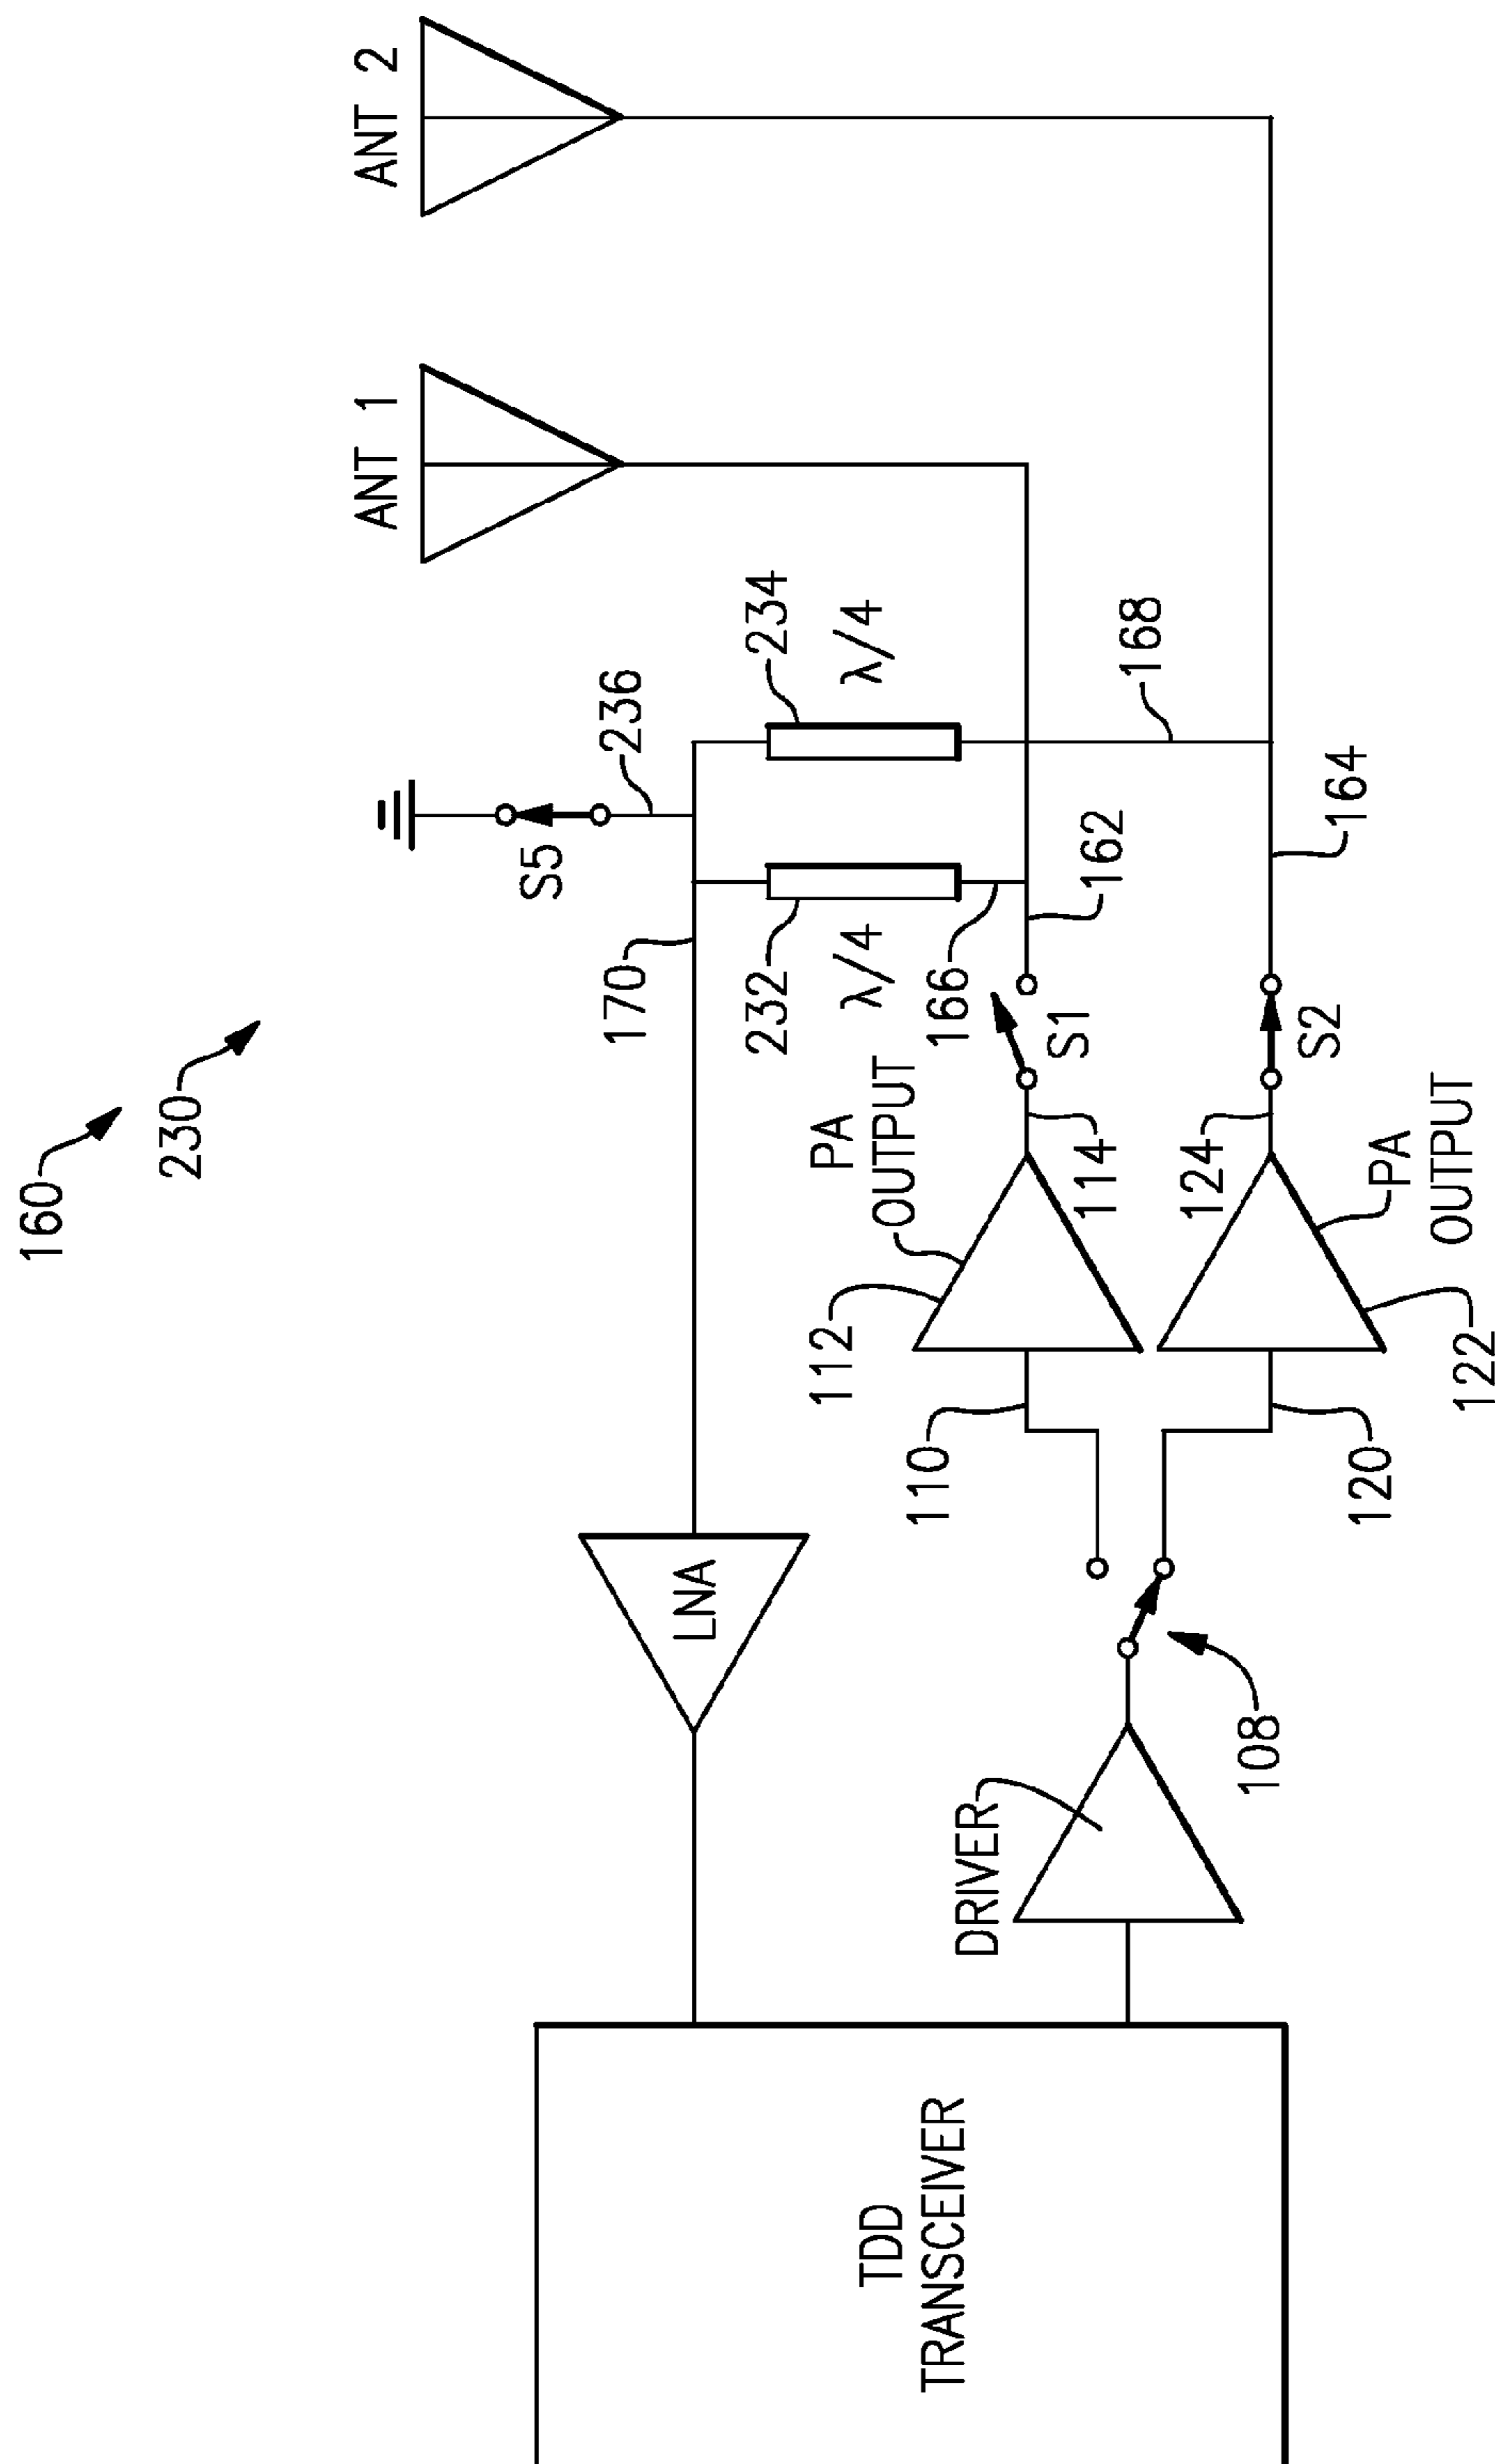 160
230
ANT 1
ANT 2
S5
236
170
232
λ/4
234
λ/4
166
162
168
164
S1
S2
PA
OUTPUT
112
114
124
PA
OUTPUT
122
110
120
LNA
DRIVER
108
TDD
TRANSCEIVER